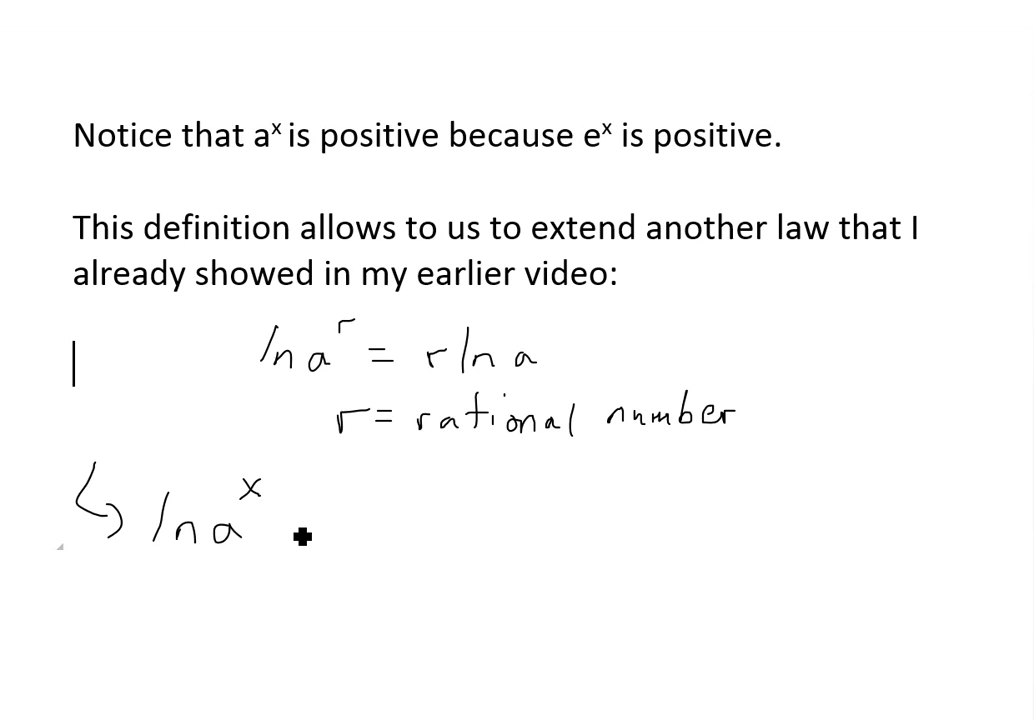 Notice that aˣ is positive because eˣ is positive.
This definition allows to us to extend another law that I
already showed in my earlier video:
ln aʳ = r ln a
r = rational number
↳ ln aˣ